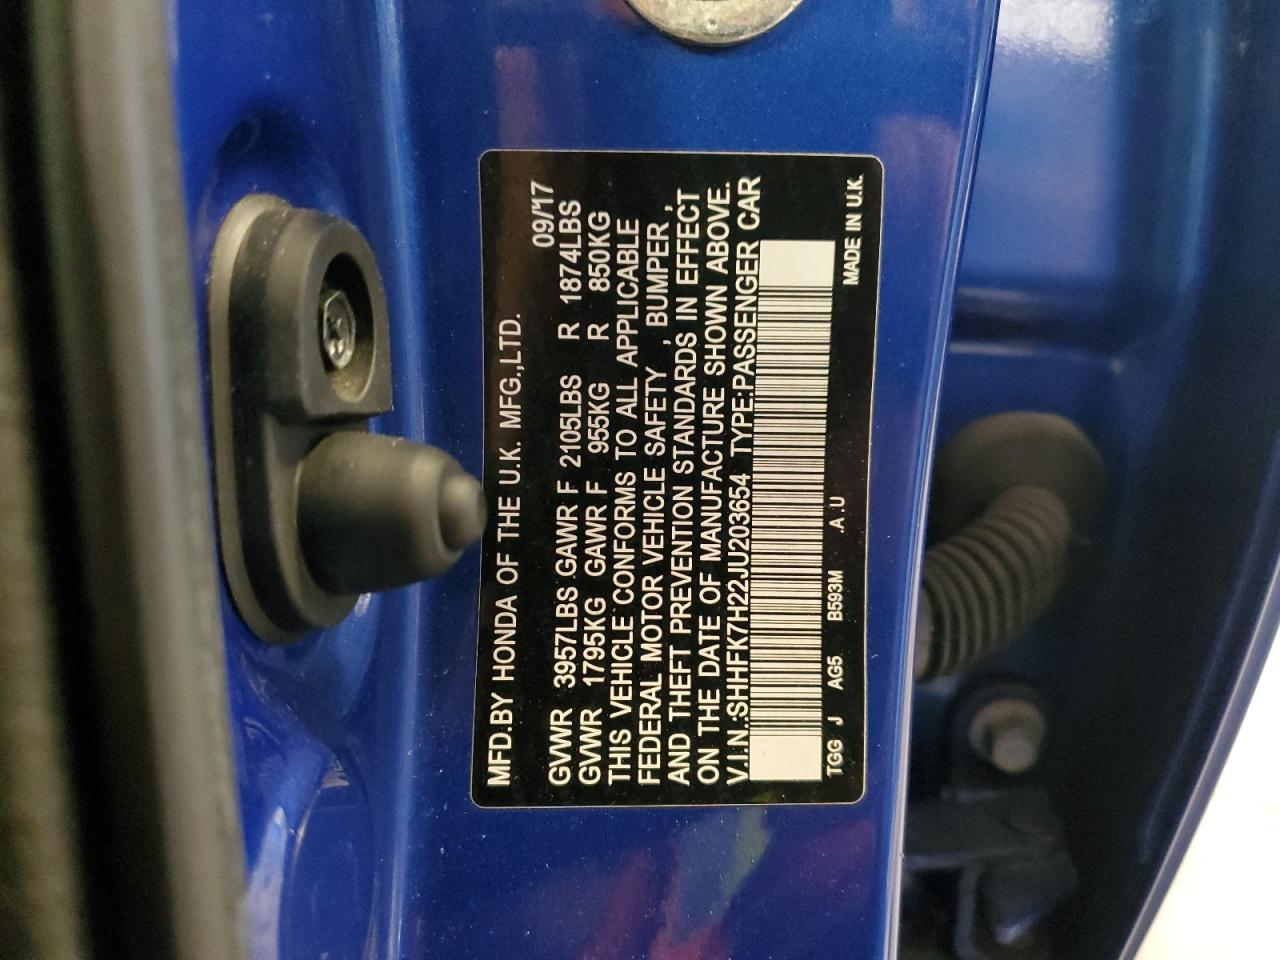 MFD.BY HONDA OF THE U.K. MFG.,LTD.
09/17
GVWR 3957LBS GAWR F 2105LBS R 1874LBS
GVWR 1795KG GAWR F 955KG R 850KG
THIS VEHICLE CONFORMS TO ALL APPLICABLE
FEDERAL MOTOR VEHICLE SAFETY , BUMPER ,
AND THEFT PREVENTION STANDARDS IN EFFECT
ON THE DATE OF MANUFACTURE SHOWN ABOVE.
V.I.N.:SHHFK7H22JU203654 TYPE:PASSENGER CAR
TGG J AG5 B593M .A .U MADE IN U.K.